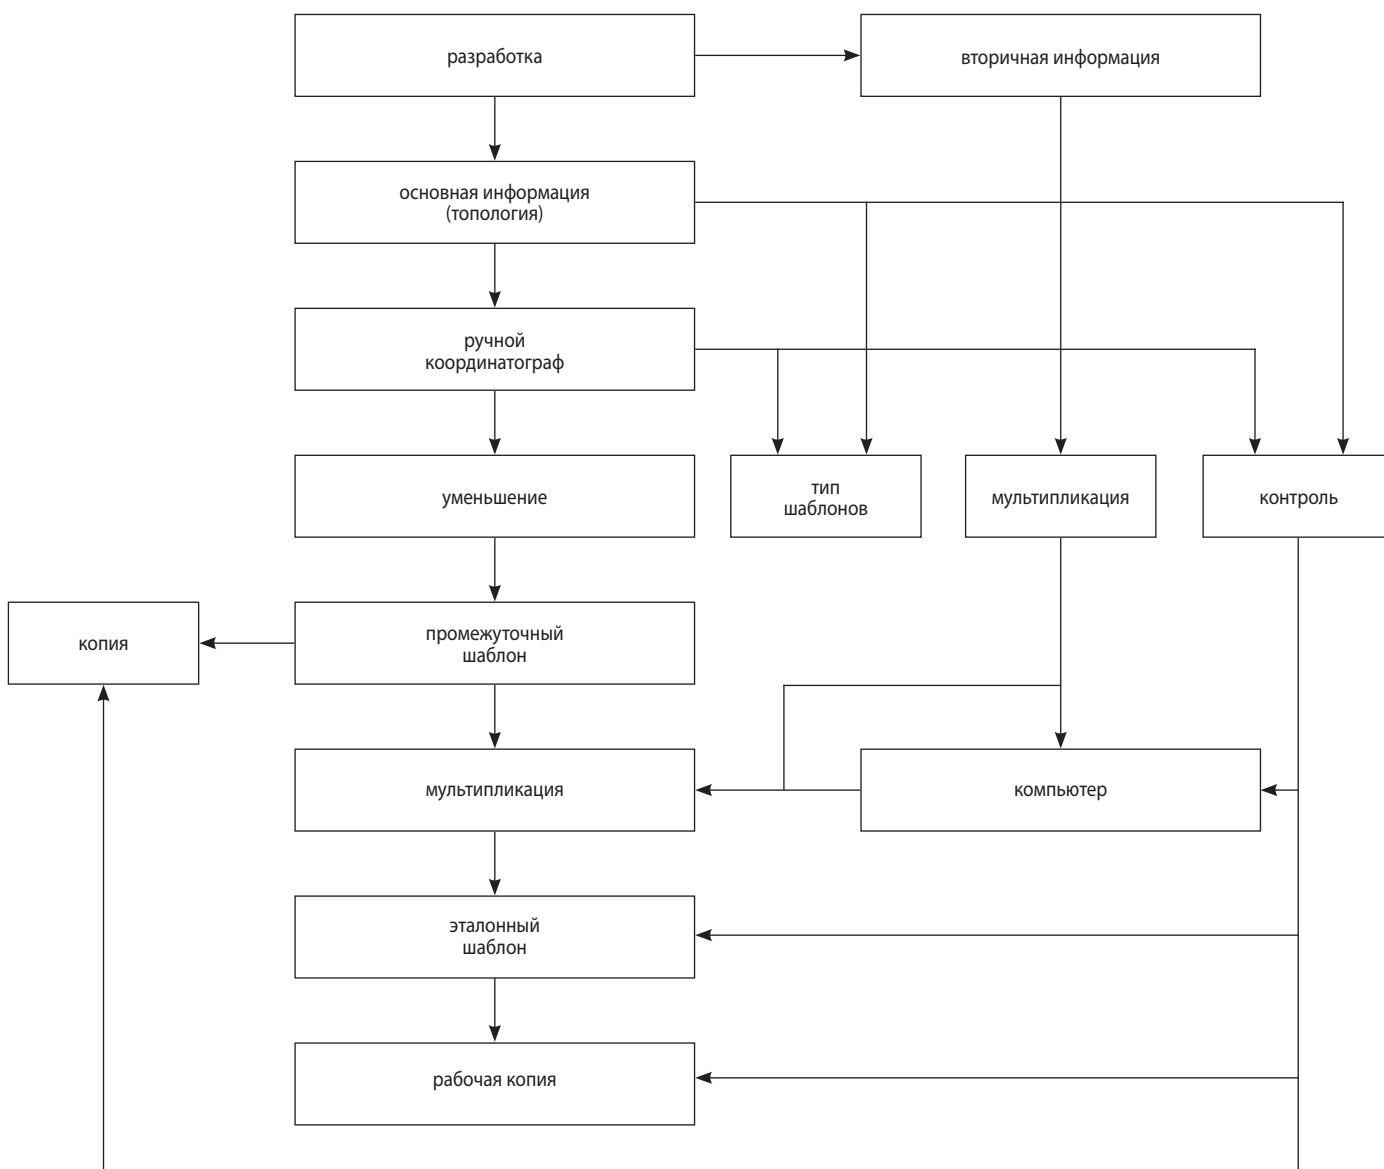 разработка
вторичная информация
основная информация
(топология)
ручной
координатограф
уменьшение
тип
шаблонов
мультипликация
контроль
копия
промежуточный
шаблон
мультипликация
компьютер
эталонный
шаблон
рабочая копия